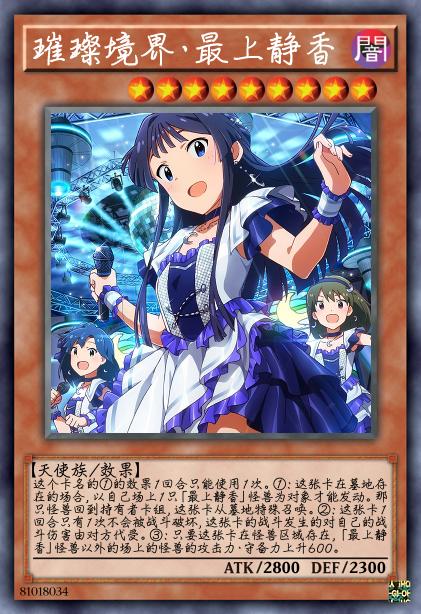 璀璨境界·最上静香
闇
【天使族/效果】
这个卡名的①的效果1回合只能使用1次。①:这张卡在墓地存
在的场合,以自己场上1只「最上静香」怪兽为对象才能发动。那
只怪兽回到持有者卡组,这张卡从墓地特殊召唤。②:这张卡1
回合只有1次不会被战斗破坏,这张卡的战斗发生的对自己的战
斗伤害由对方代受。③:只要这张卡在怪兽区域存在,「最上静
香」怪兽以外的场上的怪兽的攻击力·守备力上升600。
ATK/2800 DEF/2300
81018034